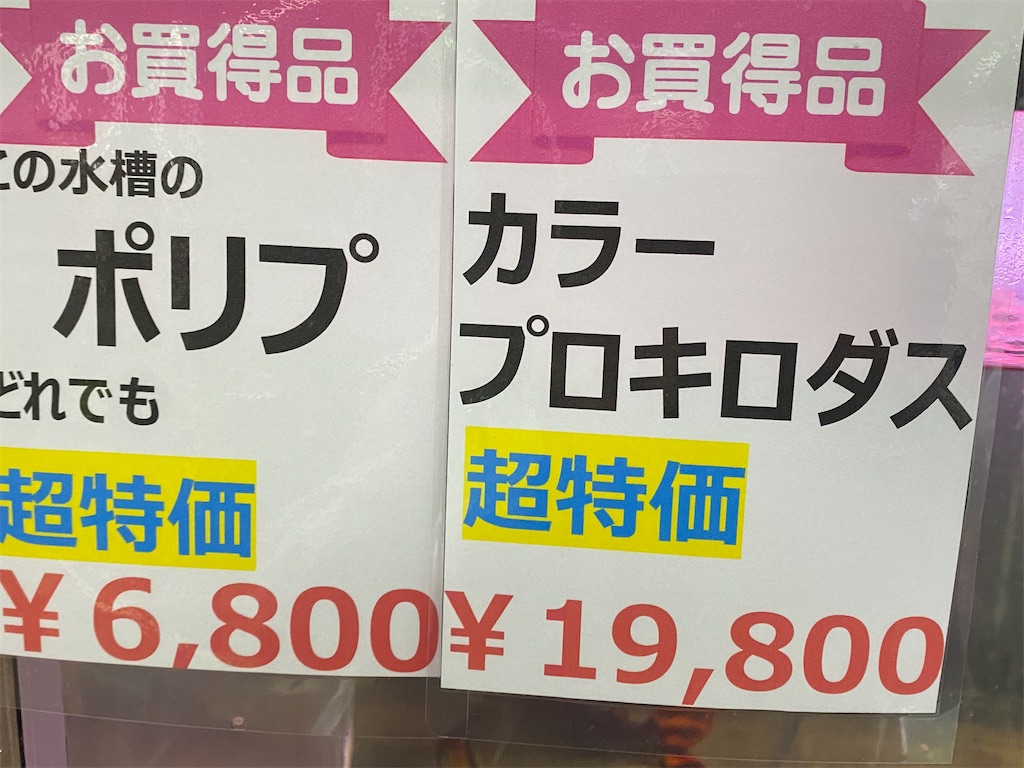 お買得品
この水槽の
ポリプ
どれでも
超特価
¥6,800
お買得品
カラー
プロキロダス
超特価
¥19,800